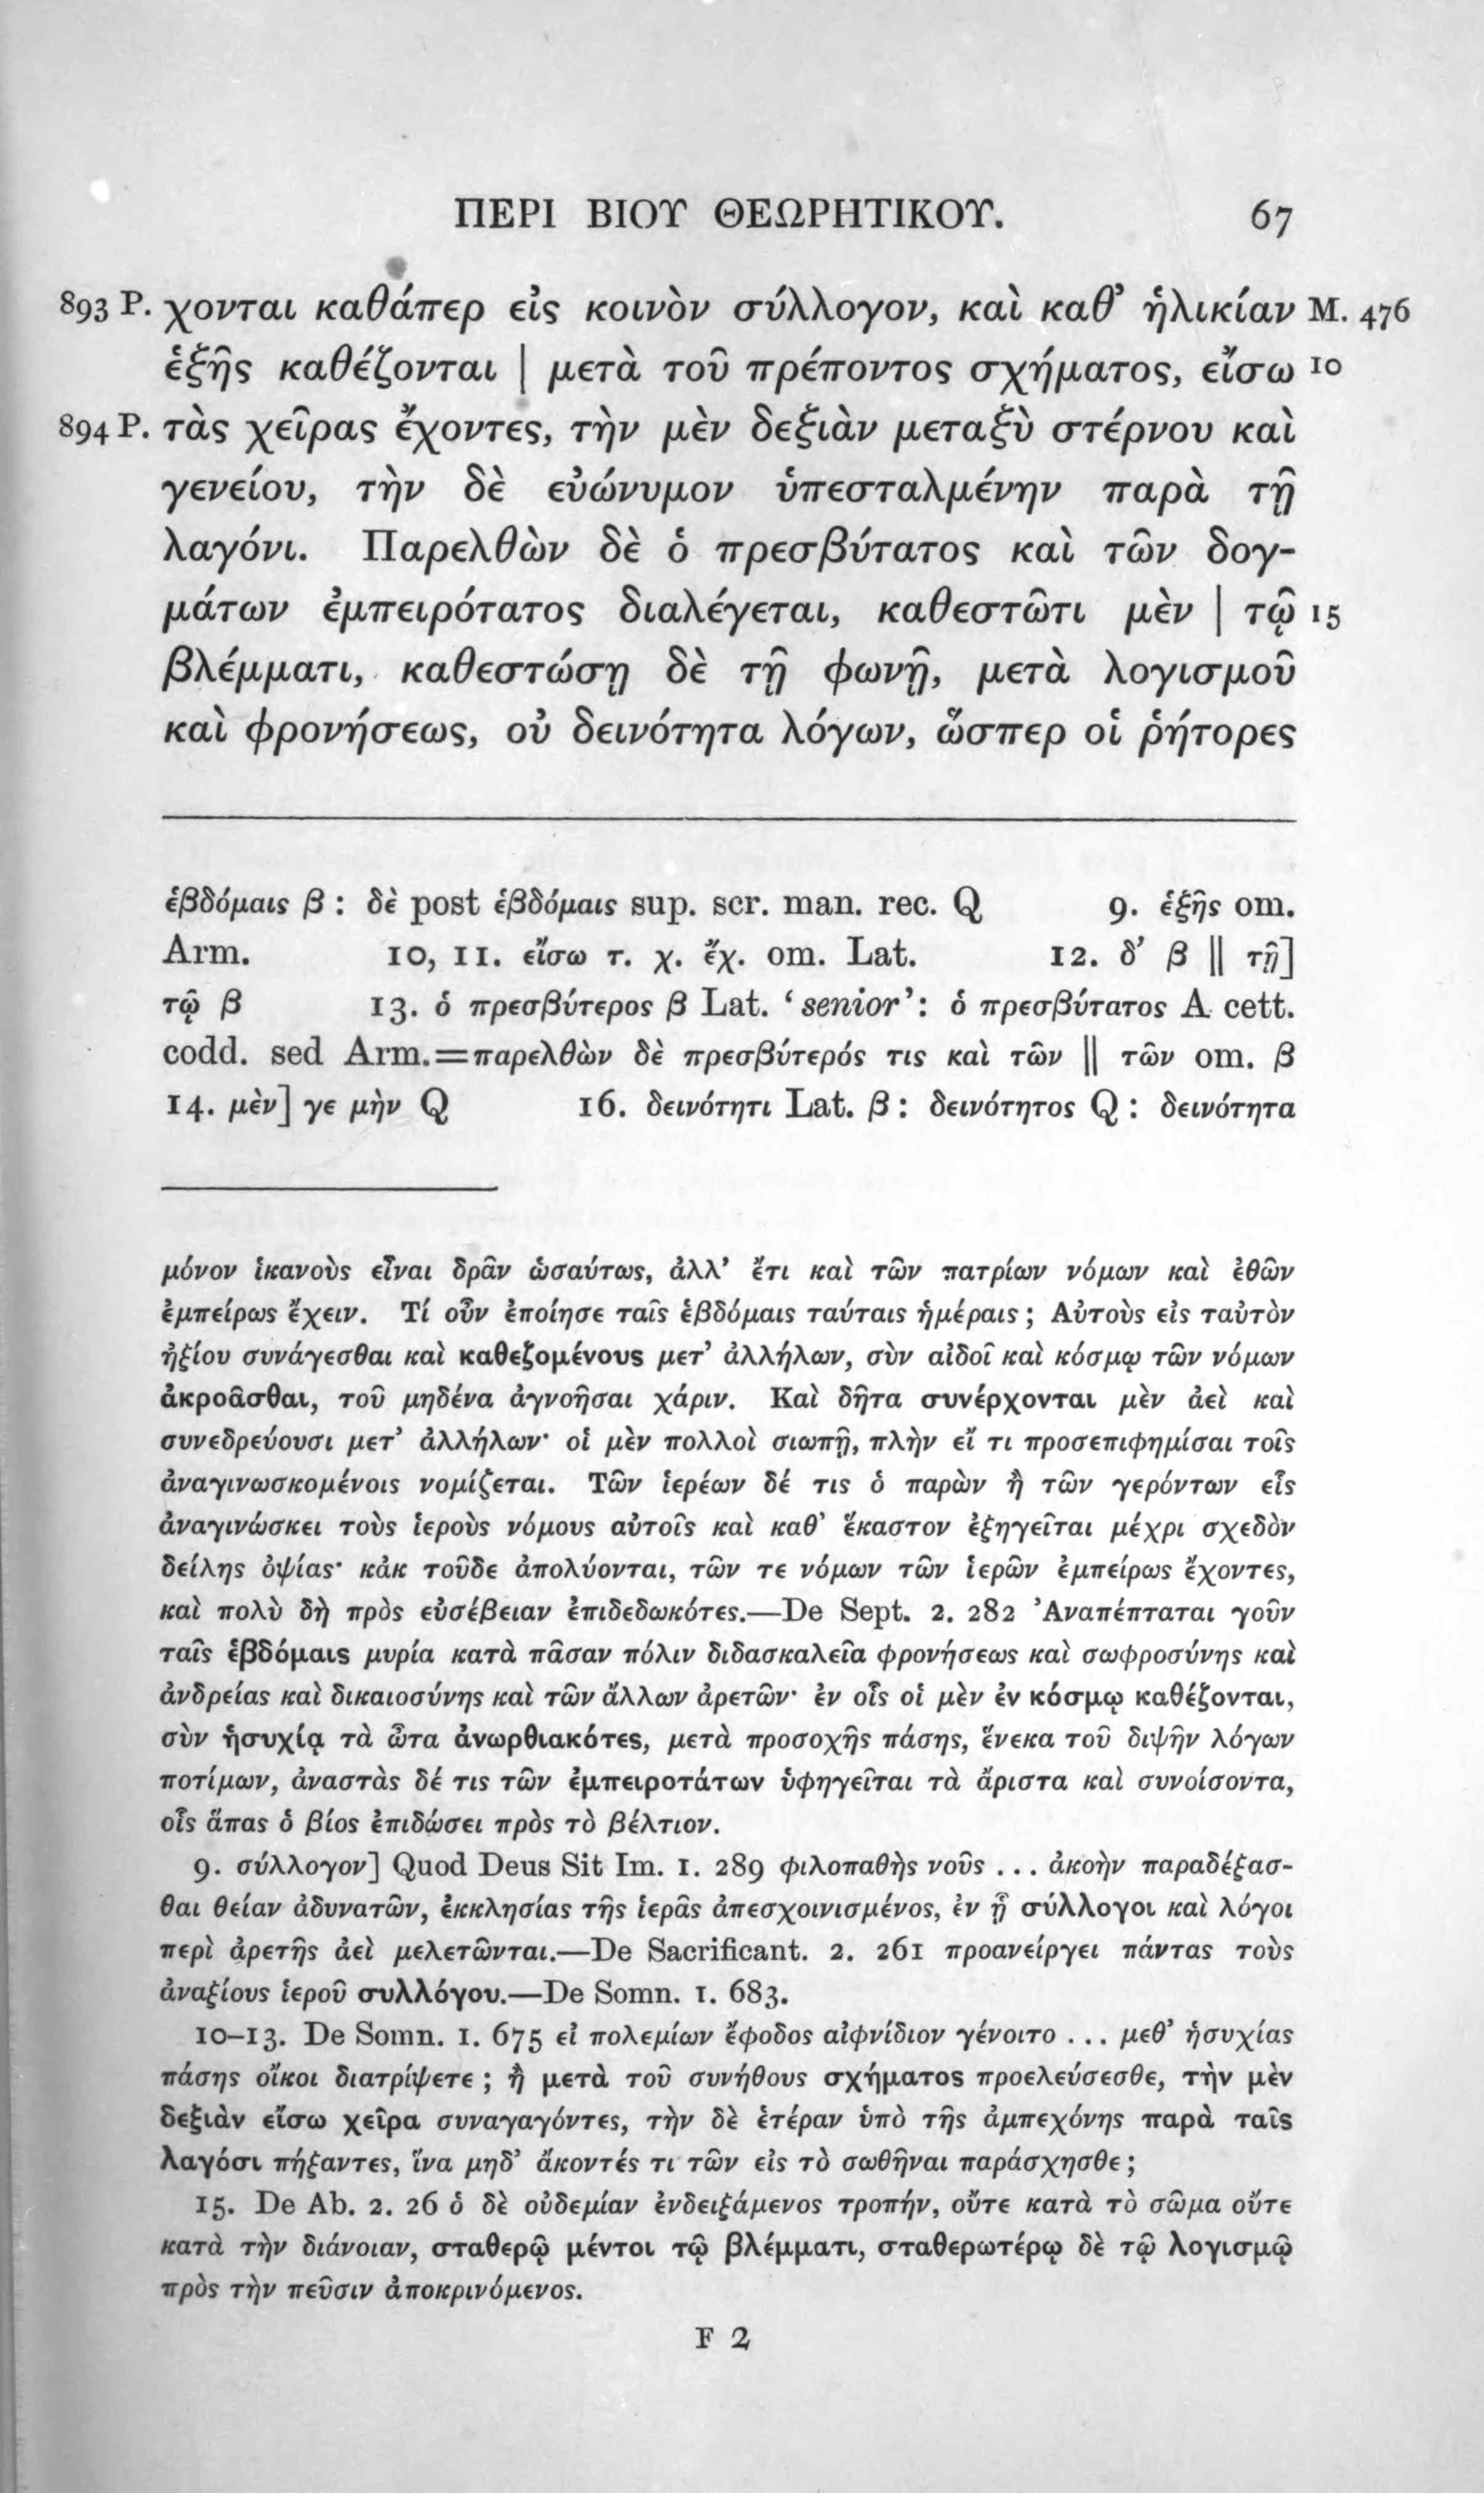 ΠΕΡΙ ΒΙΟΥ ΘΕΩΡΗΤΙΚΟΥ. 67
893 P. χονται καθάπερ εἰς κοινὸν σύλλογον, καὶ καθ’ ἡλικίαν M. 476
ἑξῆς καθέζονται | μετὰ τοῦ πρέποντος σχήματος, εἴσω 10
894 P. τὰς χεῖρας ἔχοντες, τὴν μὲν δεξιὰν μεταξὺ στέρνου καὶ
γενείου, τὴν δὲ εὐώνυμον ὑπεσταλμένην παρὰ τῇ
λαγόνι. Παρελθὼν δὲ ὁ πρεσβύτατος καὶ τῶν δογ-
μάτων ἐμπειρότατος διαλέγεται, καθεστῶτι μὲν | τῷ 15
βλέμματι, καθεστώσῃ δὲ τῇ φωνῇ, μετὰ λογισμοῦ
καὶ φρονήσεως, οὐ δεινότητα λόγων, ὥσπερ οἱ ῥήτορες
ἑβδόμαις β : δὲ post ἑβδόμαις sup. scr. man. rec. Q 9. ἑξῆς om.
Arm. 10, 11. εἴσω τ. χ. ἔχ. om. Lat. 12. δ’ β || τῇ]
τῷ β 13. ὁ πρεσβύτερος β Lat. ‘senior’: ὁ πρεσβύτατος A cett.
codd. sed Arm.=παρελθὼν δὲ πρεσβύτερός τις καὶ τῶν || τῶν om. β
14. μὲν] γε μὴν Q 16. δεινότητι Lat. β : δεινότητος Q : δεινότητα
μόνον ἱκανοὺς εἶναι δρᾶν ὡσαύτως, ἀλλ’ ἔτι καὶ τῶν πατρίων νόμων καὶ ἐθῶν
ἐμπείρως ἔχειν. Τί οὖν ἐποίησε ταῖς ἑβδόμαις ταύταις ἡμέραις ; Αὐτοὺς εἰς ταὐτὸν
ἠξίου συνάγεσθαι καὶ καθεζομένους μετ’ ἀλλήλων, σὺν αἰδοῖ καὶ κόσμῳ τῶν νόμων
ἀκροᾶσθαι, τοῦ μηδένα ἀγνοῆσαι χάριν. Καὶ δῆτα συνέρχονται μὲν ἀεὶ καὶ
συνεδρεύουσι μετ’ ἀλλήλων· οἱ μὲν πολλοὶ σιωπῇ, πλὴν εἴ τι προσεπιφημίσαι τοῖς
ἀναγινωσκομένοις νομίζεται. Τῶν ἱερέων δέ τις ὁ παρὼν ἢ τῶν γερόντων εἷς
ἀναγινώσκει τοὺς ἱεροὺς νόμους αὐτοῖς καὶ καθ’ ἕκαστον ἐξηγεῖται μέχρι σχεδὸν
δείλης ὀψίας· κἀκ τοῦδε ἀπολύονται, τῶν τε νόμων τῶν ἱερῶν ἐμπείρως ἔχοντες,
καὶ πολὺ δὴ πρὸς εὐσέβειαν ἐπιδεδωκότες.—De Sept. 2. 282 Ἀναπέπταται γοῦν
ταῖς ἑβδόμαις μυρία κατὰ πᾶσαν πόλιν διδασκαλεῖα φρονήσεως καὶ σωφροσύνης καὶ
ἀνδρείας καὶ δικαιοσύνης καὶ τῶν ἄλλων ἀρετῶν· ἐν οἷς οἱ μὲν ἐν κόσμῳ καθέζονται,
σὺν ἡσυχίᾳ τὰ ὦτα ἀνωρθιακότες, μετὰ προσοχῆς πάσης, ἕνεκα τοῦ διψῆν λόγων
ποτίμων, ἀναστὰς δέ τις τῶν ἐμπειροτάτων ὑφηγεῖται τὰ ἄριστα καὶ συνοίσοντα,
οἷς ἅπας ὁ βίος ἐπιδώσει πρὸς τὸ βέλτιον.
9. σύλλογον] Quod Deus Sit Im. 1. 289 φιλοπαθὴς νοῦς ... ἀκοὴν παραδέξασ-
θαι θείαν ἀδυνατῶν, ἐκκλησίας τῆς ἱερᾶς ἀπεσχοινισμένος, ἐν ᾗ σύλλογοι καὶ λόγοι
περὶ ἀρετῆς ἀεὶ μελετῶνται.—De Sacrificant. 2. 261 προανείργει πάντας τοὺς
ἀναξίους ἱεροῦ συλλόγου.—De Somn. 1. 683.
10–13. De Somn. 1. 675 εἰ πολεμίων ἔφοδος αἰφνίδιον γένοιτο ... μεθ’ ἡσυχίας
πάσης οἴκοι διατρίψετε ; ἢ μετὰ τοῦ συνήθους σχήματος προελεύσεσθε, τὴν μὲν
δεξιὰν εἴσω χεῖρα συναγαγόντες, τὴν δὲ ἑτέραν ὑπὸ τῆς ἀμπεχόνης παρὰ ταῖς
λαγόσι πήξαντες, ἵνα μηδ’ ἄκοντές τι τῶν εἰς τὸ σωθῆναι παράσχησθε ;
15. De Ab. 2. 26 ὁ δὲ οὐδεμίαν ἐνδειξάμενος τροπήν, οὔτε κατὰ τὸ σῶμα οὔτε
κατὰ τὴν διάνοιαν, σταθερῷ μέντοι τῷ βλέμματι, σταθερωτέρῳ δὲ τῷ λογισμῷ
πρὸς τὴν πεῦσιν ἀποκρινόμενος.
F 2